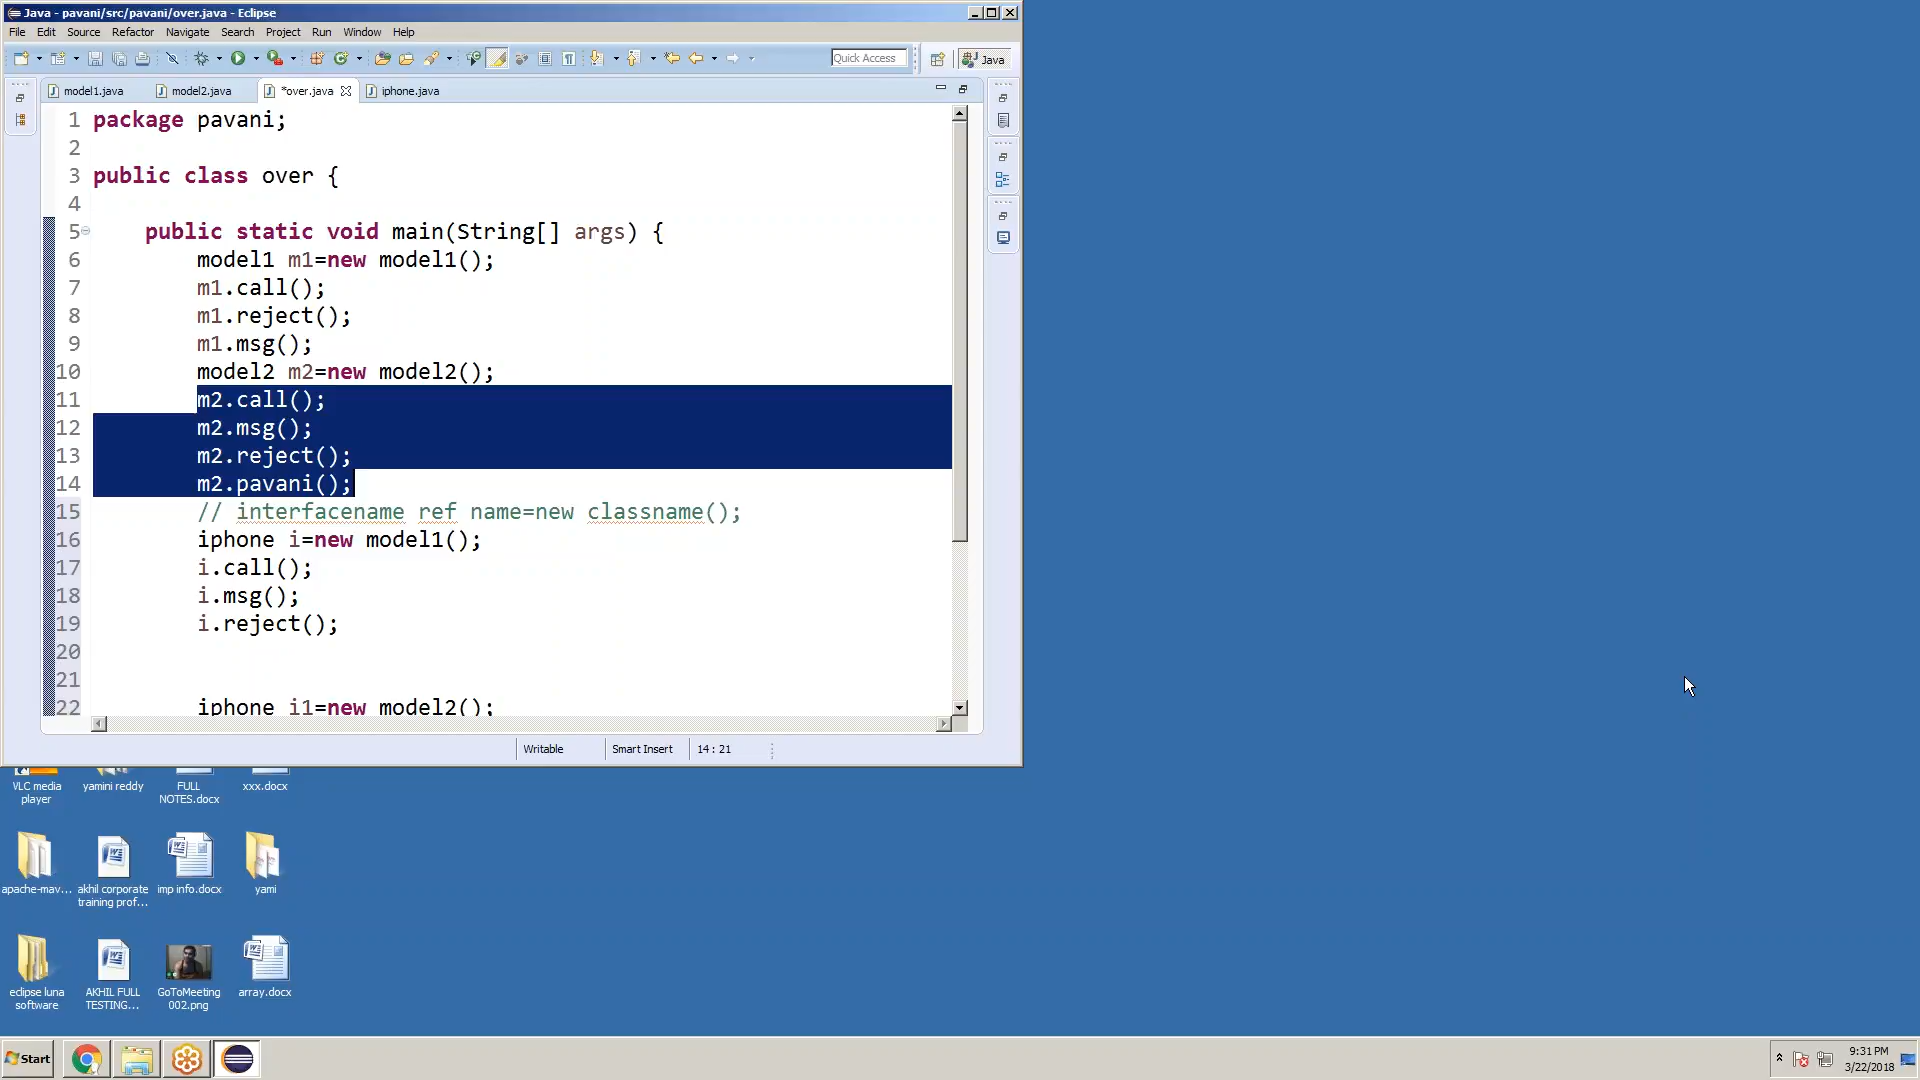 Java - pavani/src/pavani/over.java - Eclipse
File Edit Source Refactor Navigate Search Project Run Window Help
Quick Access
Java
model1.java
model2.java
*over.java
iphone.java
1 package pavani;
2
3 public class over {
4
5 public static void main(String[] args) {
6 model1 m1=new model1();
7 m1.call();
8 m1.reject();
9 m1.msg();
10 model2 m2=new model2();
11 m2.call();
12 m2.msg();
13 m2.reject();
14 m2.pavani();
15 // interfacename ref name=new classname();
16 iphone i=new model1();
17 i.call();
18 i.msg();
19 i.reject();
20
21
22 iphone i1=new model2();
Writable
Smart Insert
14 : 21
VLC media
player
yamini reddy
FULL
NOTES.docx
xxx.docx
apache-mav...
akhil corporate
training prof...
imp info.docx
yami
eclipse luna
software
AKHIL FULL
TESTING...
GoToMeeting
002.png
array.docx
Start
9:31 PM
3/22/2018